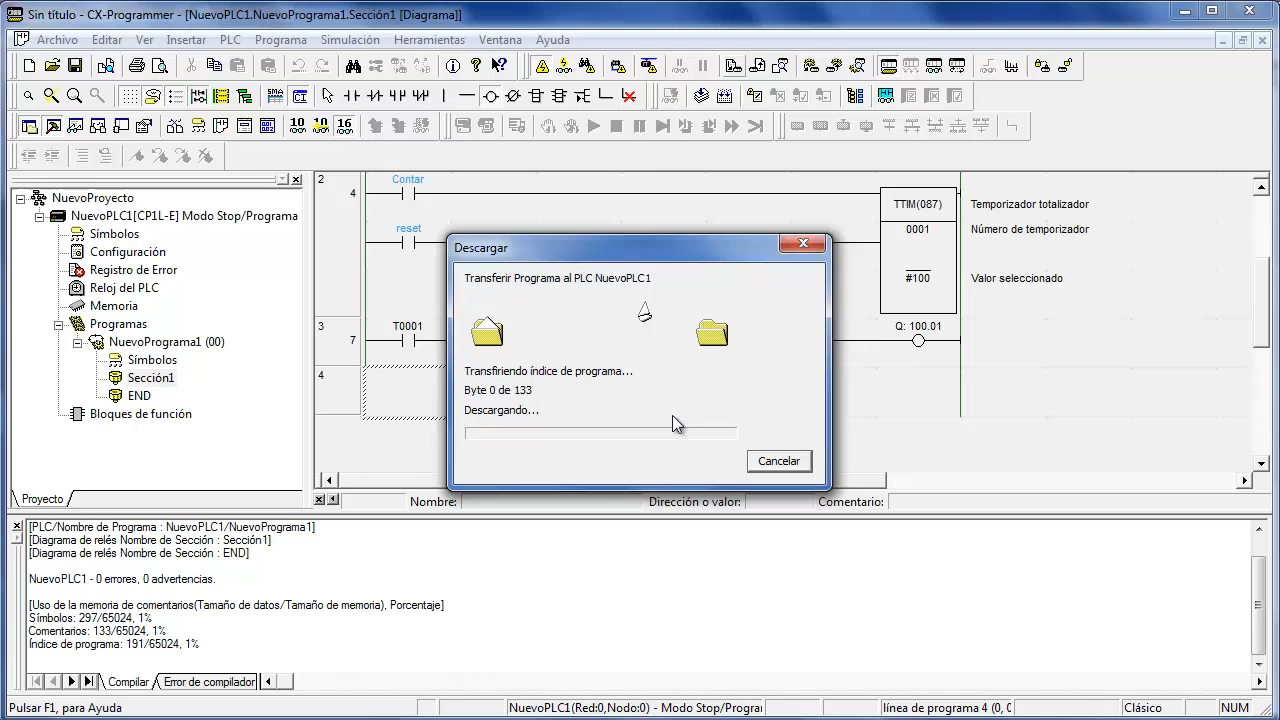 Sin título - CX-Programmer - [NuevoPLC1.NuevoPrograma1.Sección1 [Diagrama]]
Archivo Editar Ver Insertar PLC Programa Simulación Herramientas Ventana Ayuda
10 10 16
NuevoProyecto
NuevoPLC1[CP1L-E] Modo Stop/Programa
Símbolos
Configuración
Registro de Error
Reloj del PLC
Memoria
Programas
NuevoPrograma1 (00)
Símbolos
Sección1
END
Bloques de función
Proyecto
2
4
Contar
TTIM(087)
Temporizador totalizador
reset
0001
Número de temporizador
#100
Valor seleccionado
3
7
T0001
Q: 100.01
4
Descargar
Transferir Programa al PLC NuevoPLC1
Transfiriendo índice de programa...
Byte 0 de 133
Descargando...
Cancelar
Nombre: Dirección o valor: Comentario:
[PLC/Nombre de Programa : NuevoPLC1/NuevoPrograma1]
[Diagrama de relés Nombre de Sección : Sección1]
[Diagrama de relés Nombre de Sección : END]
NuevoPLC1 - 0 errores, 0 advertencias.
[Uso de la memoria de comentarios(Tamaño de datos/Tamaño de memoria), Porcentaje]
Símbolos: 297/65024, 1%
Comentarios: 133/65024, 1%
Índice de programa: 191/65024, 1%
Compilar Error de compilador
Pulsar F1, para Ayuda NuevoPLC1(Red:0,Nodo:0) - Modo Stop/Progra línea de programa 4 (0, Clásico NUM